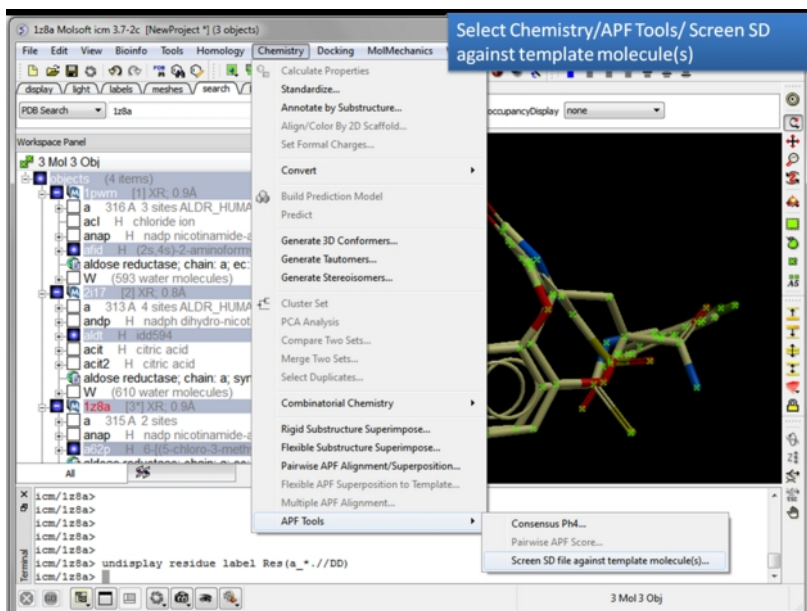 1z8a Molsoft icm 3.7-2c [NewProject *] (3 objects)
Select Chemistry/APF Tools/ Screen SD
against template molecule(s)
File Edit View Bioinfo Tools Homology Chemistry Docking MolMechanics
display light labels meshes search
PDB Search 1z8a
occupancyDisplay none
Workspace Panel
3 Mol 3 Obj
objects (4 items)
1pwm [1] XR; 0.9Å
a 316 A 3 sites ALDR_HUMA
acl H chloride ion
anap H nadp nicotinamide-a
afid H (2s,4s)-2-aminoformy
aldose reductase; chain: a; ec:
W (593 water molecules)
2i17 [2] XR; 0.8Å
a 313 A 4 sites ALDR_HUM
andp H nadph dihydro-nicot
aldt H idd594
acit H citric acid
acit2 H citric acid
aldose reductase; chain: a; syn
W (610 water molecules)
1z8a [3*] XR; 0.9Å
a 315 A 2 sites
anap H nadp nicotinamide-a
a62p H 6-[(5-chloro-3-meth
All
Calculate Properties
Standardize...
Annotate by Substructure...
Align/Color By 2D Scaffold...
Set Formal Charges...
Convert
Build Prediction Model
Predict
Generate 3D Conformers...
Generate Tautomers...
Generate Stereoisomers...
Cluster Set
PCA Analysis
Compare Two Sets...
Merge Two Sets...
Select Duplicates...
Combinatorial Chemistry
Rigid Substructure Superimpose...
Flexible Substructure Superimpose...
Pairwise APF Alignment/Superposition...
Flexible APF Superposition to Template...
Multiple APF Alignment...
APF Tools
Consensus Ph4...
Pairwise APF Score...
Screen SD file against template molecule(s)...
Terminal
icm/1z8a>
icm/1z8a>
icm/1z8a>
icm/1z8a>
icm/1z8a>
icm/1z8a> undisplay residue label Res(a_*.//DD)
icm/1z8a>
3 Mol 3 Obj